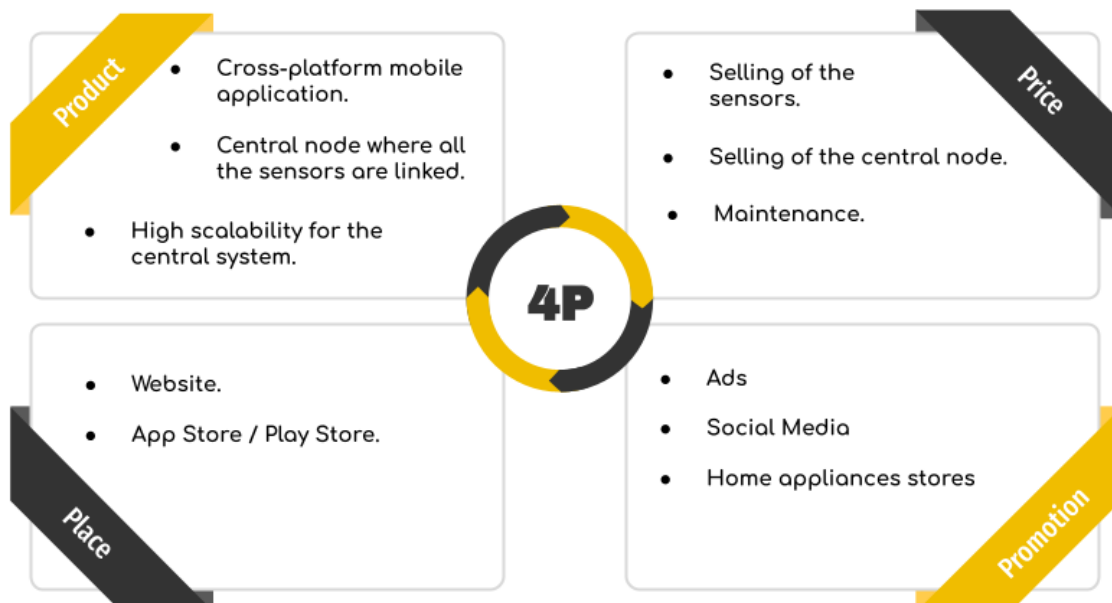 Product
● Cross-platform mobile
application.
● Central node where all
the sensors are linked.
● High scalability for the
central system.
Price
● Selling of the
sensors.
● Selling of the central node.
● Maintenance.
4P
Place
● Website.
● App Store / Play Store.
Promotion
● Ads
● Social Media
● Home appliances stores